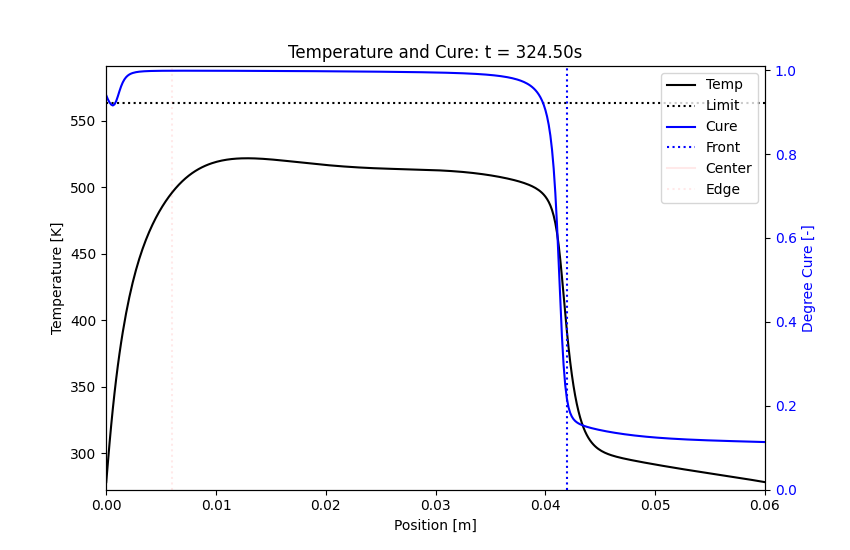 Temperature and Cure: t = 324.50s
Temp
Limit
Cure
Front
Center
Edge
Temperature [K]
550
500
450
400
350
300
Degree Cure [-]
1.0
0.8
0.6
0.4
0.2
0.0
0.00 0.01 0.02 0.03 0.04 0.05 0.06
Position [m]